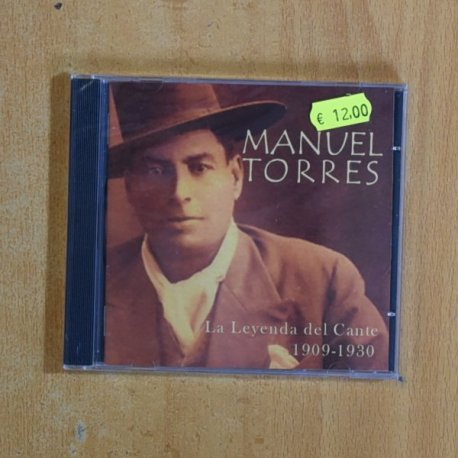 € 12,00
MANUEL
TORRES
La Leyenda del Cante
1909-1930